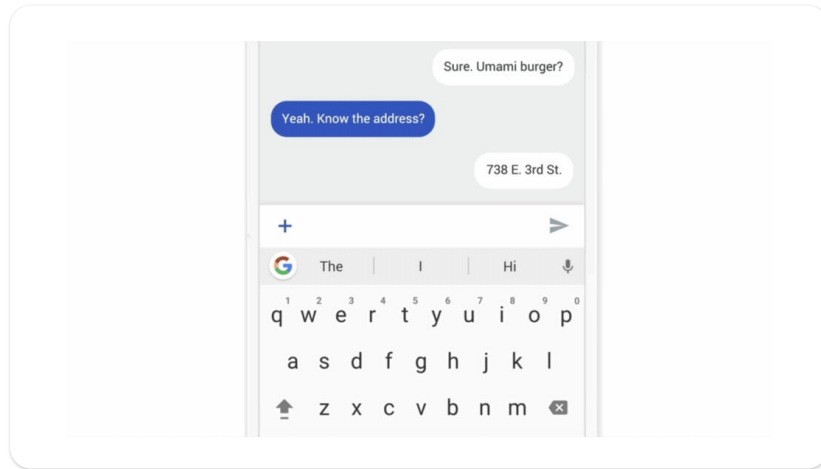 Sure. Umami burger?
Yeah. Know the address?
738 E. 3rd St.
+
G The I Hi
1 2 3 4 5 6 7 8 9 0
q w e r t y u i o p
a s d f g h j k l
z x c v b n m